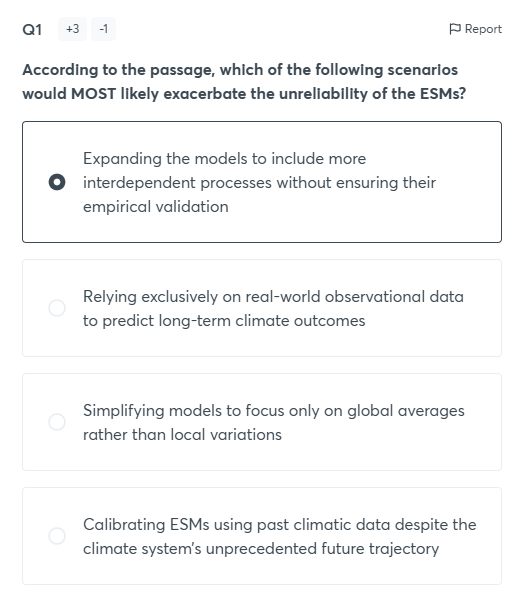 Q1 +3 -1 Report
According to the passage, which of the following scenarios
would MOST likely exacerbate the unreliability of the ESMs?
Expanding the models to include more
interdependent processes without ensuring their
empirical validation
Relying exclusively on real-world observational data
to predict long-term climate outcomes
Simplifying models to focus only on global averages
rather than local variations
Calibrating ESMs using past climatic data despite the
climate system's unprecedented future trajectory